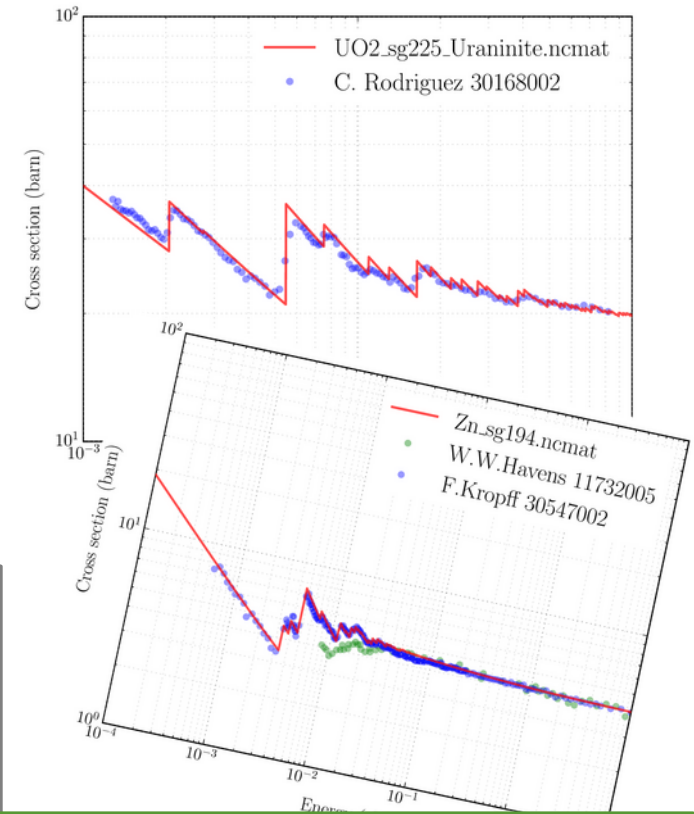 10²
UO2_sg225_Uraninite.ncmat
C. Rodriguez 30168002
Cross section (barn)
10¹
10⁻³
10²
Zn_sg194.ncmat
W.W.Havens 11732005
F.Kropff 30547002
Cross section (barn)
10¹
10⁰
10⁻⁴
10⁻³
10⁻²
10⁻¹